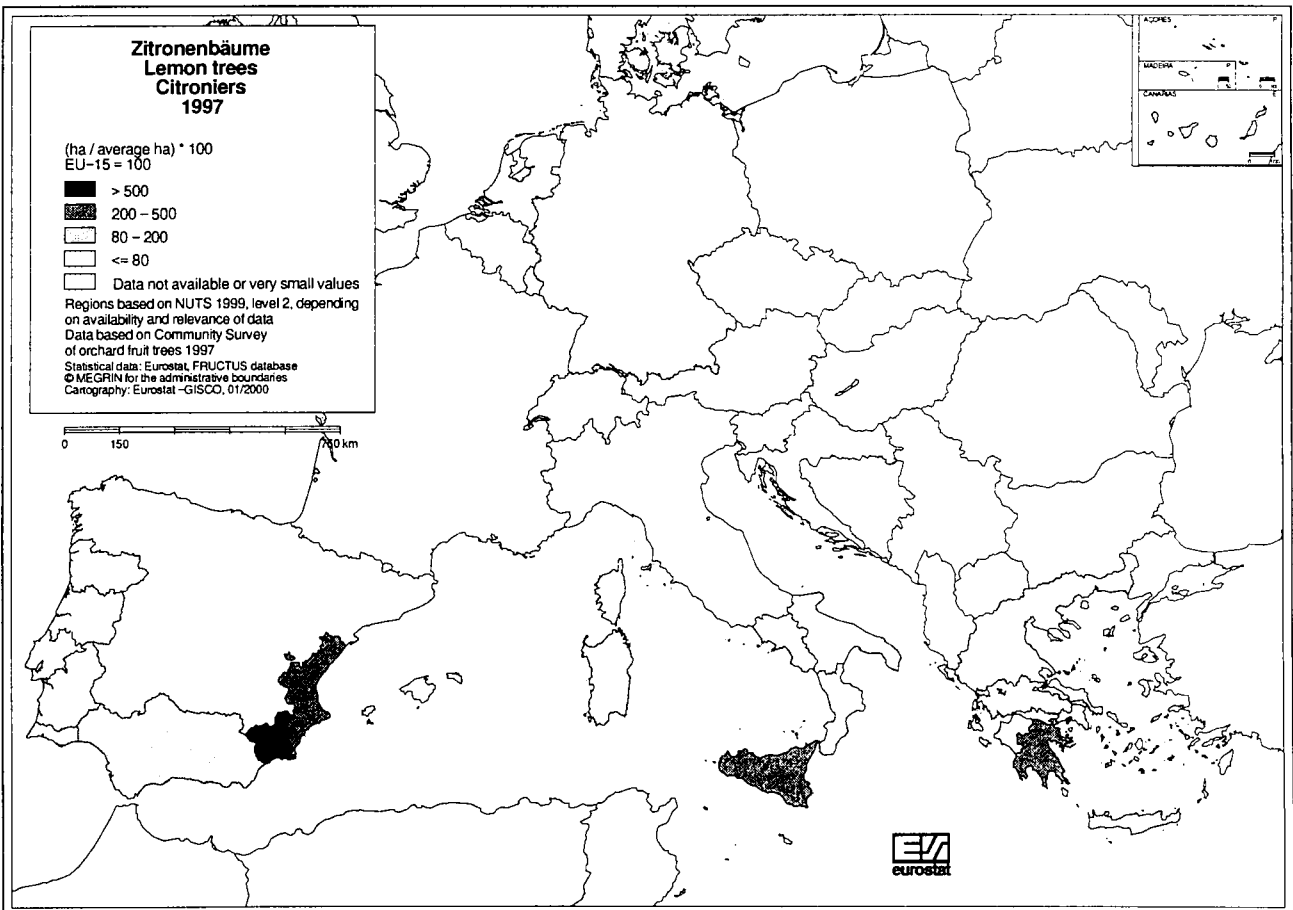 Zitronenbäume
Lemon trees
Citroniers
1997
(ha / average ha) * 100
EU-15 = 100
> 500
200 - 500
80 - 200
<= 80
Data not available or very small values
Regions based on NUTS 1999, level 2, depending
on availability and relevance of data
Data based on Community Survey
of orchard fruit trees 1997
Statistical data: Eurostat, FRUCTUS database
© MEGRIN for the administrative boundaries
Cartography: Eurostat -GISCO, 01/2000
0 150 750 km
AÇORES P
MADEIRA P
CANARIAS E
eurostat